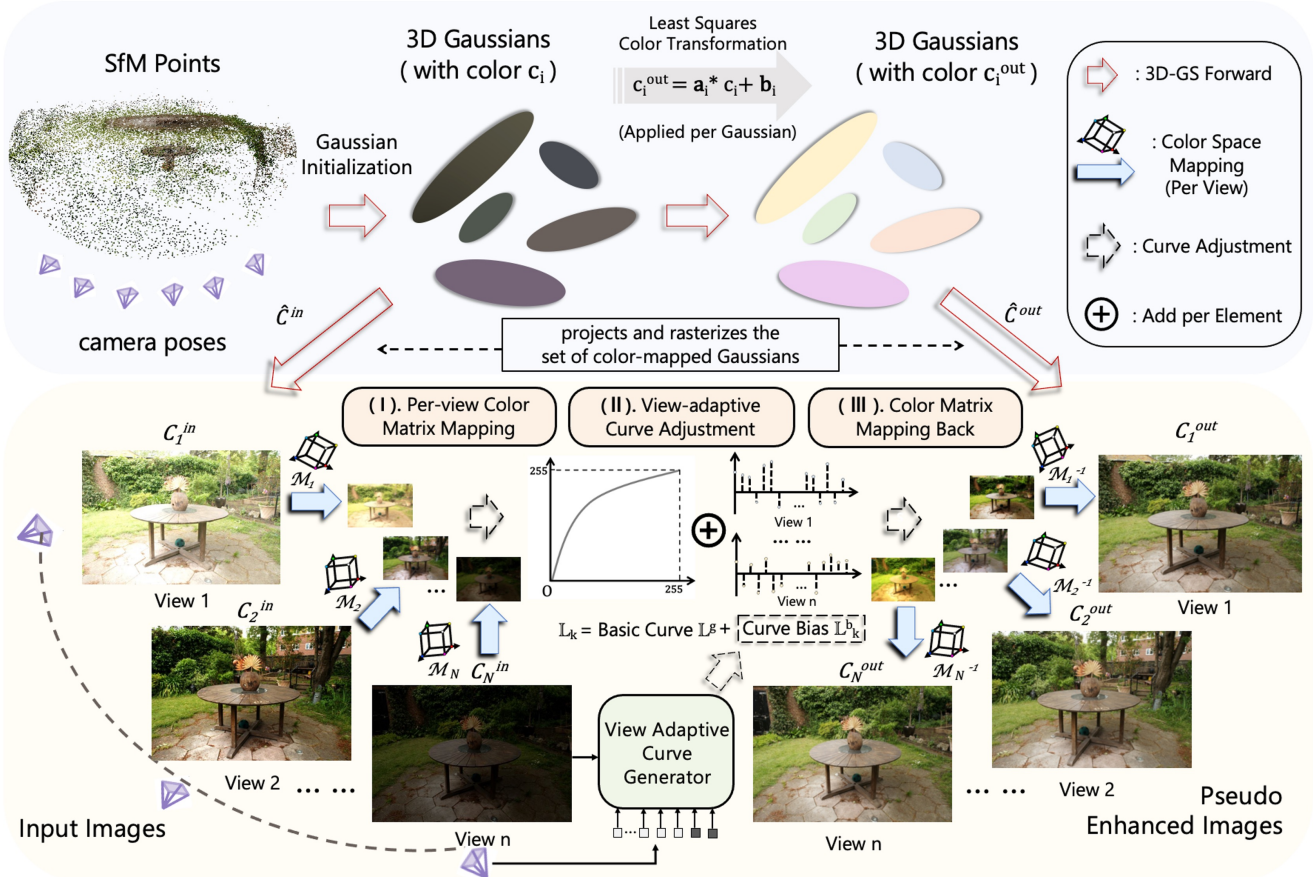 SfM Points
camera poses
Gaussian
Initialization
3D Gaussians
( with color cᵢ )
Least Squares
Color Transformation
cᵢᵒᵘᵗ = aᵢ* cᵢ + bᵢ
(Applied per Gaussian)
3D Gaussians
( with color cᵢᵒᵘᵗ )
: 3D-GS Forward
: Color Space
Mapping
(Per View)
: Curve Adjustment
: Add per Element
Ĉⁱⁿ
projects and rasterizes the
set of color-mapped Gaussians
Ĉᵒᵘᵗ
( Ⅰ ). Per-view Color
Matrix Mapping
( Ⅱ ). View-adaptive
Curve Adjustment
( Ⅲ ). Color Matrix
Mapping Back
C₁ⁱⁿ
ℳ₁
View 1
C₂ⁱⁿ
ℳ₂
...
View 2
... ...
ℳ_N
C_Nⁱⁿ
View n
255
0
255
...
View 1
... ...
...
View n
𝕃ₖ = Basic Curve 𝕃ᵍ + Curve Bias 𝕃ᵇₖ
View Adaptive
Curve
Generator
...
ℳ₁⁻¹
C₁ᵒᵘᵗ
View 1
...
ℳ₂⁻¹
C₂ᵒᵘᵗ
View 2
C_Nᵒᵘᵗ
ℳ_N⁻¹
View n
... ...
Input Images
Pseudo
Enhanced Images